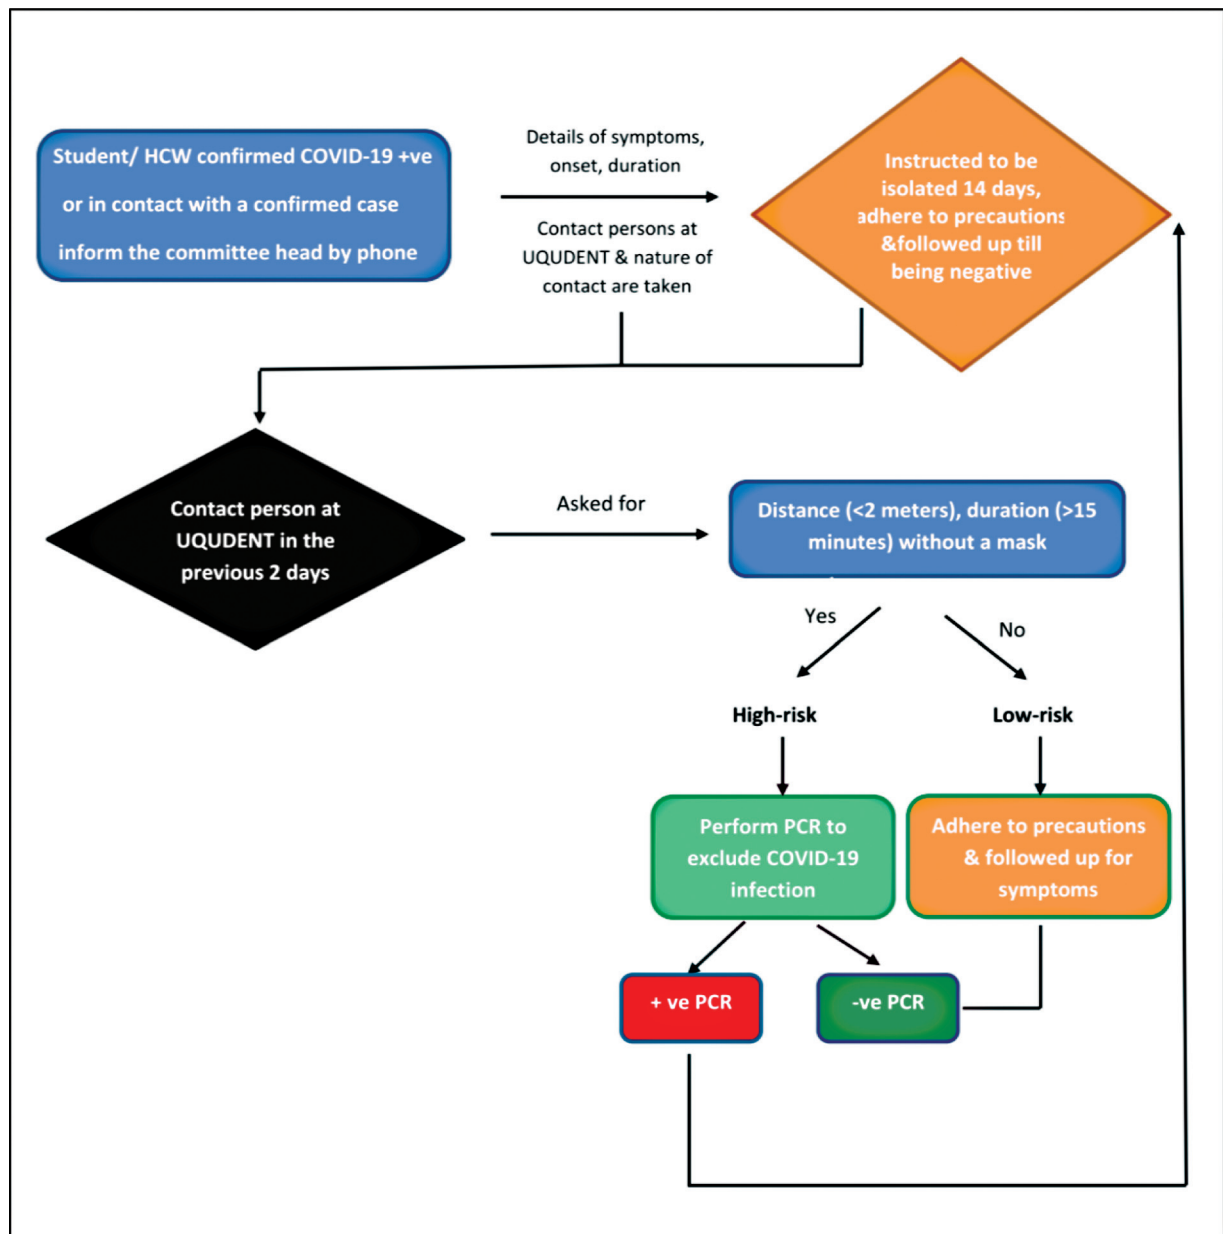 Student/ HCW confirmed COVID-19 +ve
or in contact with a confirmed case
inform the committee head by phone
Details of symptoms,
onset, duration
Contact persons at
UQUDENT & nature of
contact are taken
Instructed to be
isolated 14 days,
adhere to precautions
&followed up till
being negative
Contact person at
UQUDENT in the
previous 2 days
Asked for
Distance (<2 meters), duration (>15
minutes) without a mask
Yes
No
High-risk
Low-risk
Perform PCR to
exclude COVID-19
infection
Adhere to precautions
& followed up for
symptoms
+ ve PCR
-ve PCR